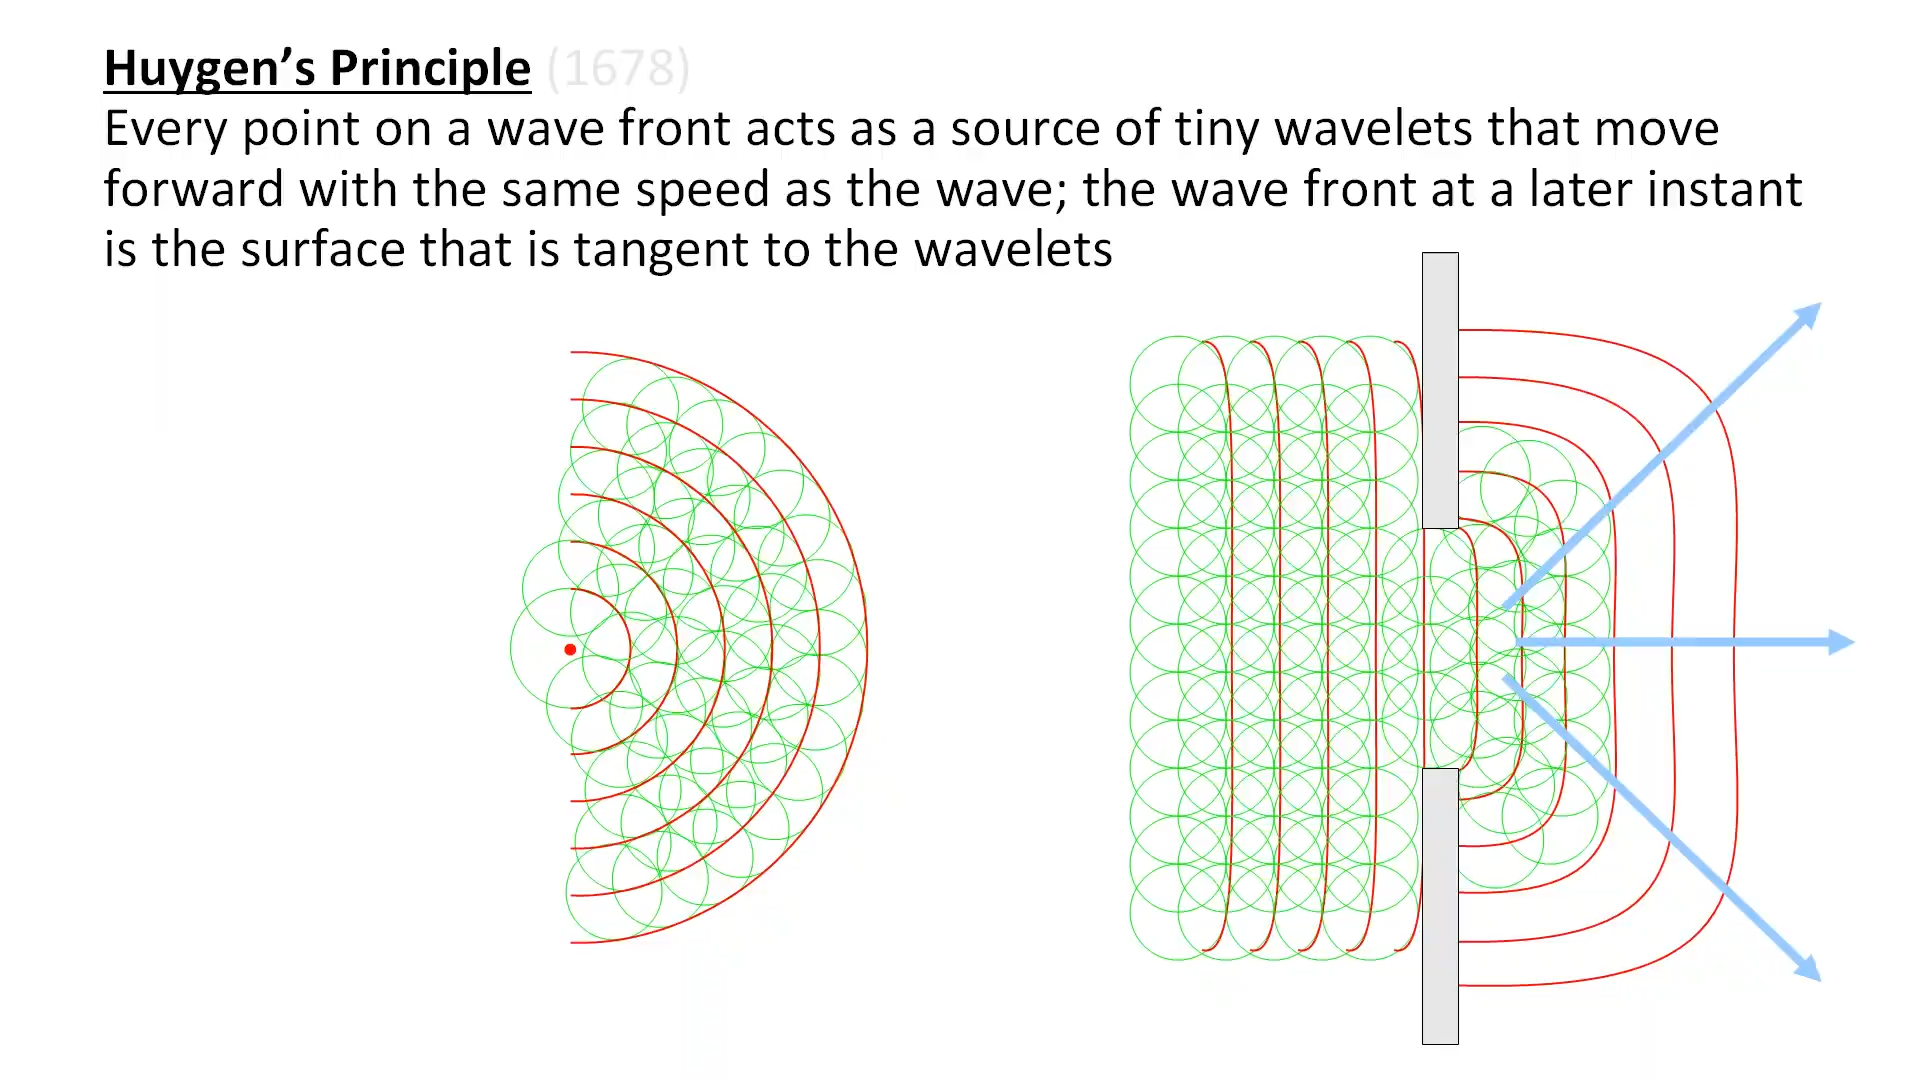 Huygen’s Principle (1678)
Every point on a wave front acts as a source of tiny wavelets that move
forward with the same speed as the wave; the wave front at a later instant
is the surface that is tangent to the wavelets